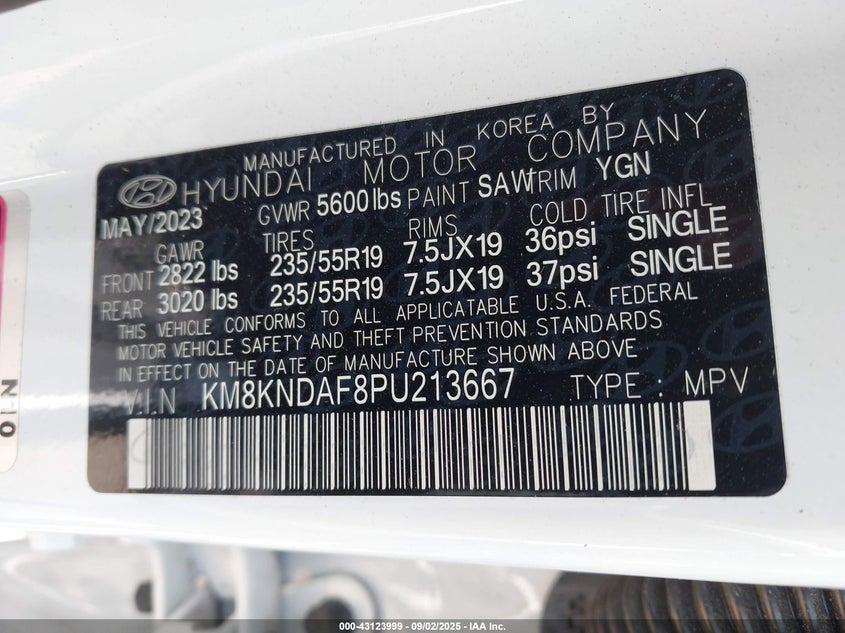 MANUFACTURED IN KOREA BY
HYUNDAI MOTOR COMPANY
MAY/2023 GVWR 5600 lbs PAINT SAW TRIM YGN
GAWR TIRES RIMS COLD TIRE INFL
FRONT 2822 lbs 235/55R19 7.5JX19 36psi SINGLE
REAR 3020 lbs 235/55R19 7.5JX19 37psi SINGLE
THIS VEHICLE CONFORMS TO ALL APPLICATABLE U.S.A. FEDERAL
MOTOR VEHICLE SAFETY AND THEFT PREVENTION STANDARDS
IN EFFECT ON THE DATE OF MANUFACTURE SHOWN ABOVE
V.I.N KM8KNDAF8PU213667 TYPE : MPV
000-43123999 - 09/02/2025 - IAA Inc.